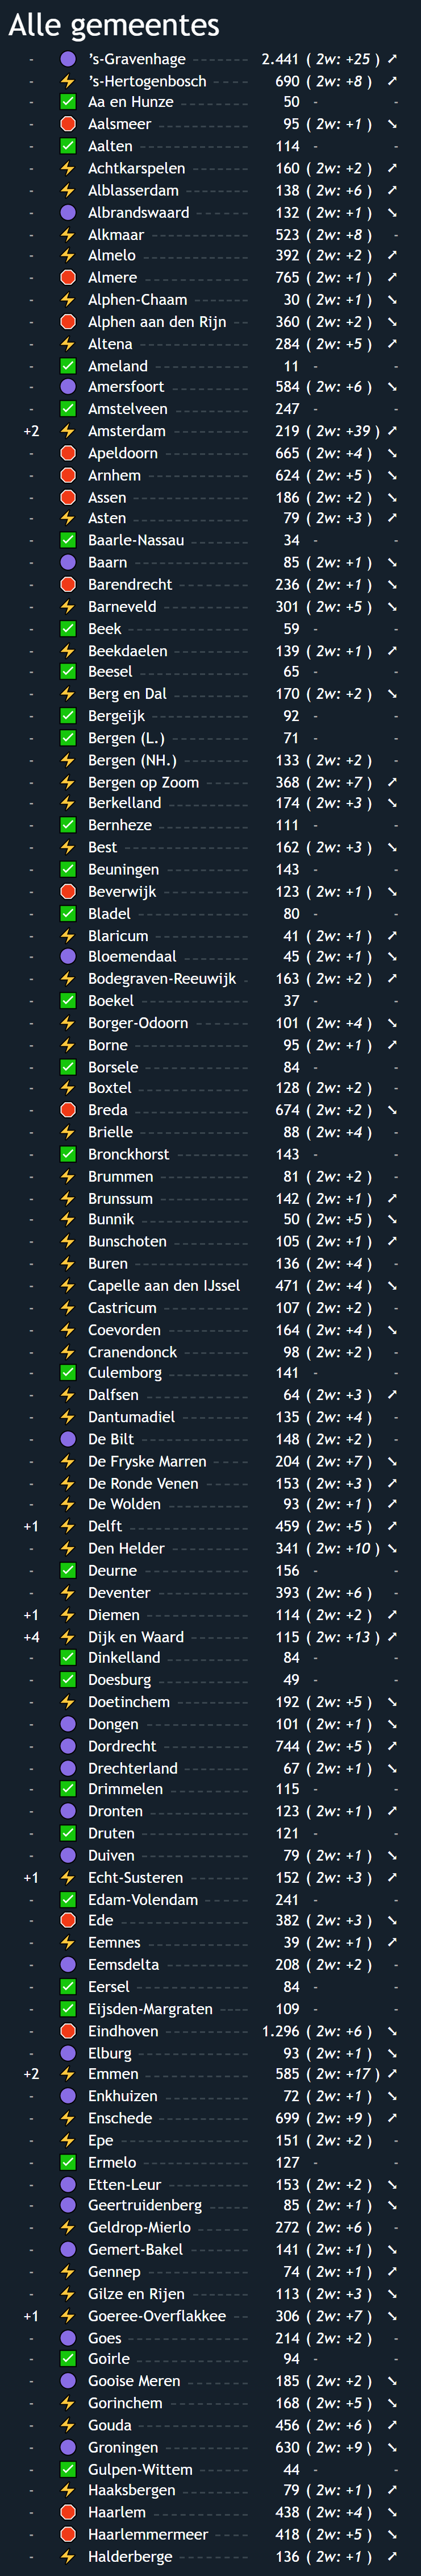 Alle gemeentes
- 's-Gravenhage 2.441 ( 2w: +25 )
- 's-Hertogenbosch 690 ( 2w: +8 )
- Aa en Hunze 50 - -
- Aalsmeer 95 ( 2w: +1 )
- Aalten 114 - -
- Achtkarspelen 160 ( 2w: +2 )
- Alblasserdam 138 ( 2w: +6 )
- Albrandswaard 132 ( 2w: +1 )
- Alkmaar 523 ( 2w: +8 ) -
- Almelo 392 ( 2w: +2 )
- Almere 765 ( 2w: +1 )
- Alphen-Chaam 30 ( 2w: +1 )
- Alphen aan den Rijn 360 ( 2w: +2 )
- Altena 284 ( 2w: +5 )
- Ameland 11 - -
- Amersfoort 584 ( 2w: +6 )
- Amstelveen 247 - -
+2 Amsterdam 219 ( 2w: +39 )
- Apeldoorn 665 ( 2w: +4 )
- Arnhem 624 ( 2w: +5 )
- Assen 186 ( 2w: +2 )
- Asten 79 ( 2w: +3 )
- Baarle-Nassau 34 - -
- Baarn 85 ( 2w: +1 )
- Barendrecht 236 ( 2w: +1 )
- Barneveld 301 ( 2w: +5 )
- Beek 59 - -
- Beekdaelen 139 ( 2w: +1 )
- Beesel 65 - -
- Berg en Dal 170 ( 2w: +2 )
- Bergeijk 92 - -
- Bergen (L.) 71 - -
- Bergen (NH.) 133 ( 2w: +2 ) -
- Bergen op Zoom 368 ( 2w: +7 )
- Berkelland 174 ( 2w: +3 )
- Bernheze 111 - -
- Best 162 ( 2w: +3 )
- Beuningen 143 - -
- Beverwijk 123 ( 2w: +1 )
- Bladel 80 - -
- Blaricum 41 ( 2w: +1 )
- Bloemendaal 45 ( 2w: +1 )
- Bodegraven-Reeuwijk 163 ( 2w: +2 )
- Boekel 37 - -
- Borger-Odoorn 101 ( 2w: +4 )
- Borne 95 ( 2w: +1 )
- Borsele 84 - -
- Boxtel 128 ( 2w: +2 ) -
- Breda 674 ( 2w: +2 )
- Brielle 88 ( 2w: +4 ) -
- Bronckhorst 143 - -
- Brummen 81 ( 2w: +2 ) -
- Brunssum 142 ( 2w: +1 )
- Bunnik 50 ( 2w: +5 )
- Bunschoten 105 ( 2w: +1 )
- Buren 136 ( 2w: +4 ) -
- Capelle aan den IJssel 471 ( 2w: +4 )
- Castricum 107 ( 2w: +2 ) -
- Coevorden 164 ( 2w: +4 )
- Cranendonck 98 ( 2w: +2 ) -
- Culemborg 141 - -
- Dalfsen 64 ( 2w: +3 )
- Dantumadiel 135 ( 2w: +4 ) -
- De Bilt 148 ( 2w: +2 ) -
- De Fryske Marren 204 ( 2w: +7 )
- De Ronde Venen 153 ( 2w: +3 )
- De Wolden 93 ( 2w: +1 )
+1 Delft 459 ( 2w: +5 )
- Den Helder 341 ( 2w: +10 )
- Deurne 156 - -
- Deventer 393 ( 2w: +6 ) -
+1 Diemen 114 ( 2w: +2 )
+4 Dijk en Waard 115 ( 2w: +13 )
- Dinkelland 84 - -
- Doesburg 49 - -
- Doetinchem 192 ( 2w: +5 )
- Dongen 101 ( 2w: +1 )
- Dordrecht 744 ( 2w: +5 )
- Drechterland 67 ( 2w: +1 )
- Drimmelen 115 - -
- Dronten 123 ( 2w: +1 )
- Druten 121 - -
- Duiven 79 ( 2w: +1 )
+1 Echt-Susteren 152 ( 2w: +3 )
- Edam-Volendam 241 - -
- Ede 382 ( 2w: +3 )
- Eemnes 39 ( 2w: +1 )
- Eemsdelta 208 ( 2w: +2 ) -
- Eersel 84 - -
- Eijsden-Margraten 109 - -
- Eindhoven 1.296 ( 2w: +6 )
- Elburg 93 ( 2w: +1 )
+2 Emmen 585 ( 2w: +17 )
- Enkhuizen 72 ( 2w: +1 )
- Enschede 699 ( 2w: +9 )
- Epe 151 ( 2w: +2 ) -
- Ermelo 127 - -
- Etten-Leur 153 ( 2w: +2 )
- Geertruidenberg 85 ( 2w: +1 )
- Geldrop-Mierlo 272 ( 2w: +6 ) -
- Gemert-Bakel 141 ( 2w: +1 )
- Gennep 74 ( 2w: +1 )
- Gilze en Rijen 113 ( 2w: +3 )
+1 Goeree-Overflakkee 306 ( 2w: +7 )
- Goes 214 ( 2w: +2 ) -
- Goirle 94 - -
- Gooise Meren 185 ( 2w: +2 )
- Gorinchem 168 ( 2w: +5 )
- Gouda 456 ( 2w: +6 )
- Groningen 630 ( 2w: +9 )
- Gulpen-Wittem 44 - -
- Haaksbergen 79 ( 2w: +1 )
- Haarlem 438 ( 2w: +4 )
- Haarlemmermeer 418 ( 2w: +5 )
- Halderberge 136 ( 2w: +1 )